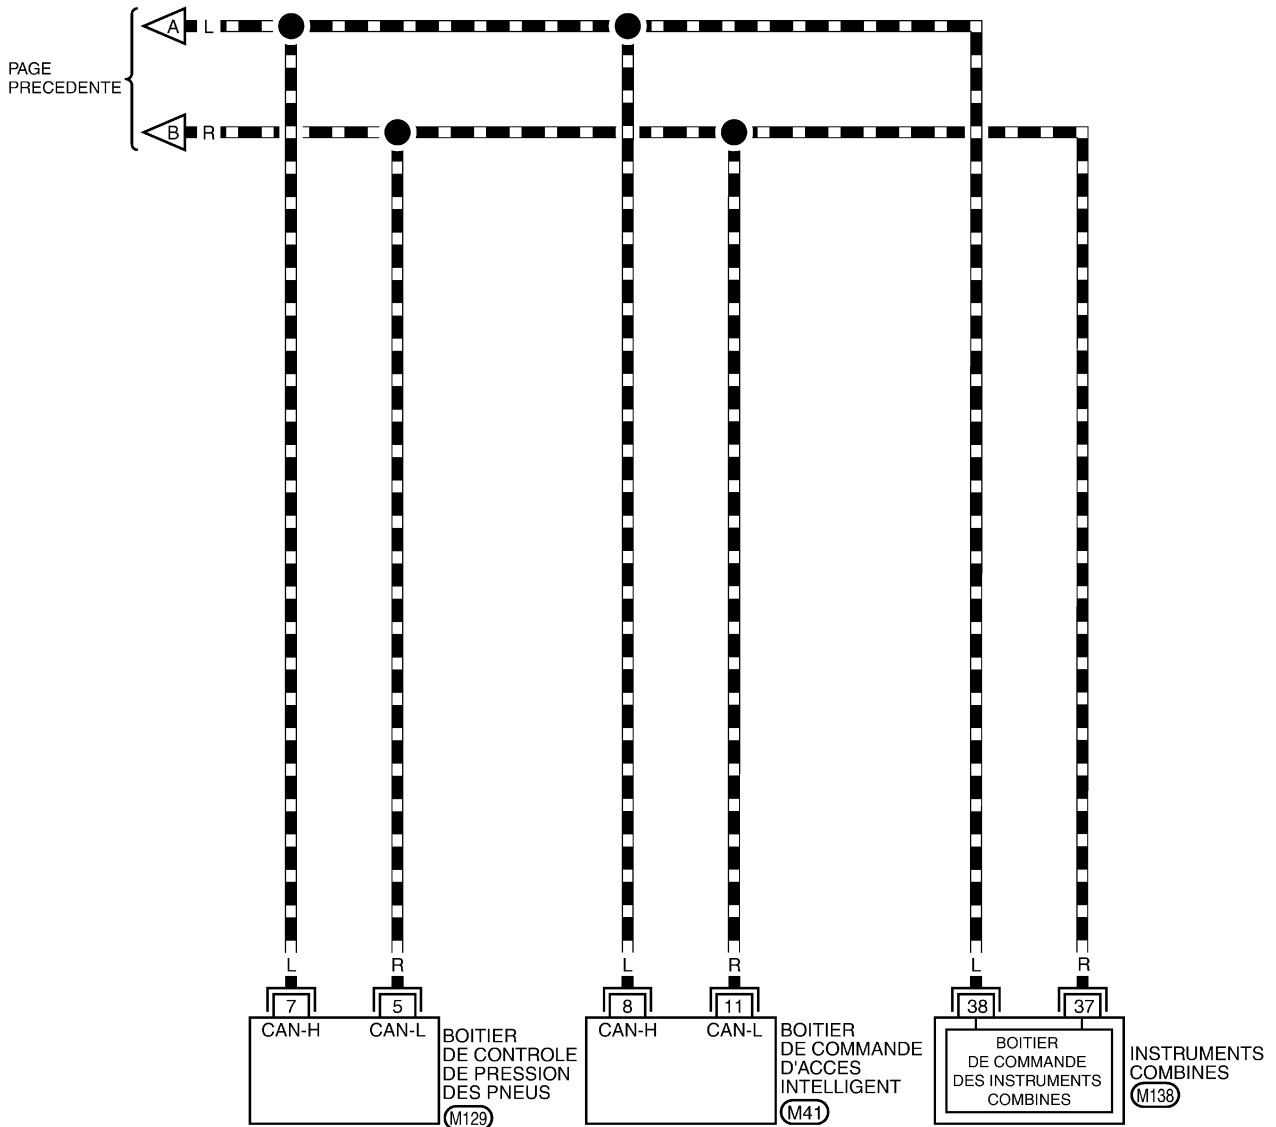 A L
PAGE
PRECEDENTE
B R
L R L R L R
7 5 8 11 38 37
CAN-H CAN-L CAN-H CAN-L
BOITIER
DE CONTROLE
DE PRESSION
DES PNEUS
M129
BOITIER
DE COMMANDE
D'ACCES
INTELLIGENT
M41
BOITIER
DE COMMANDE
DES INSTRUMENTS
COMBINES
INSTRUMENTS
COMBINES
M138